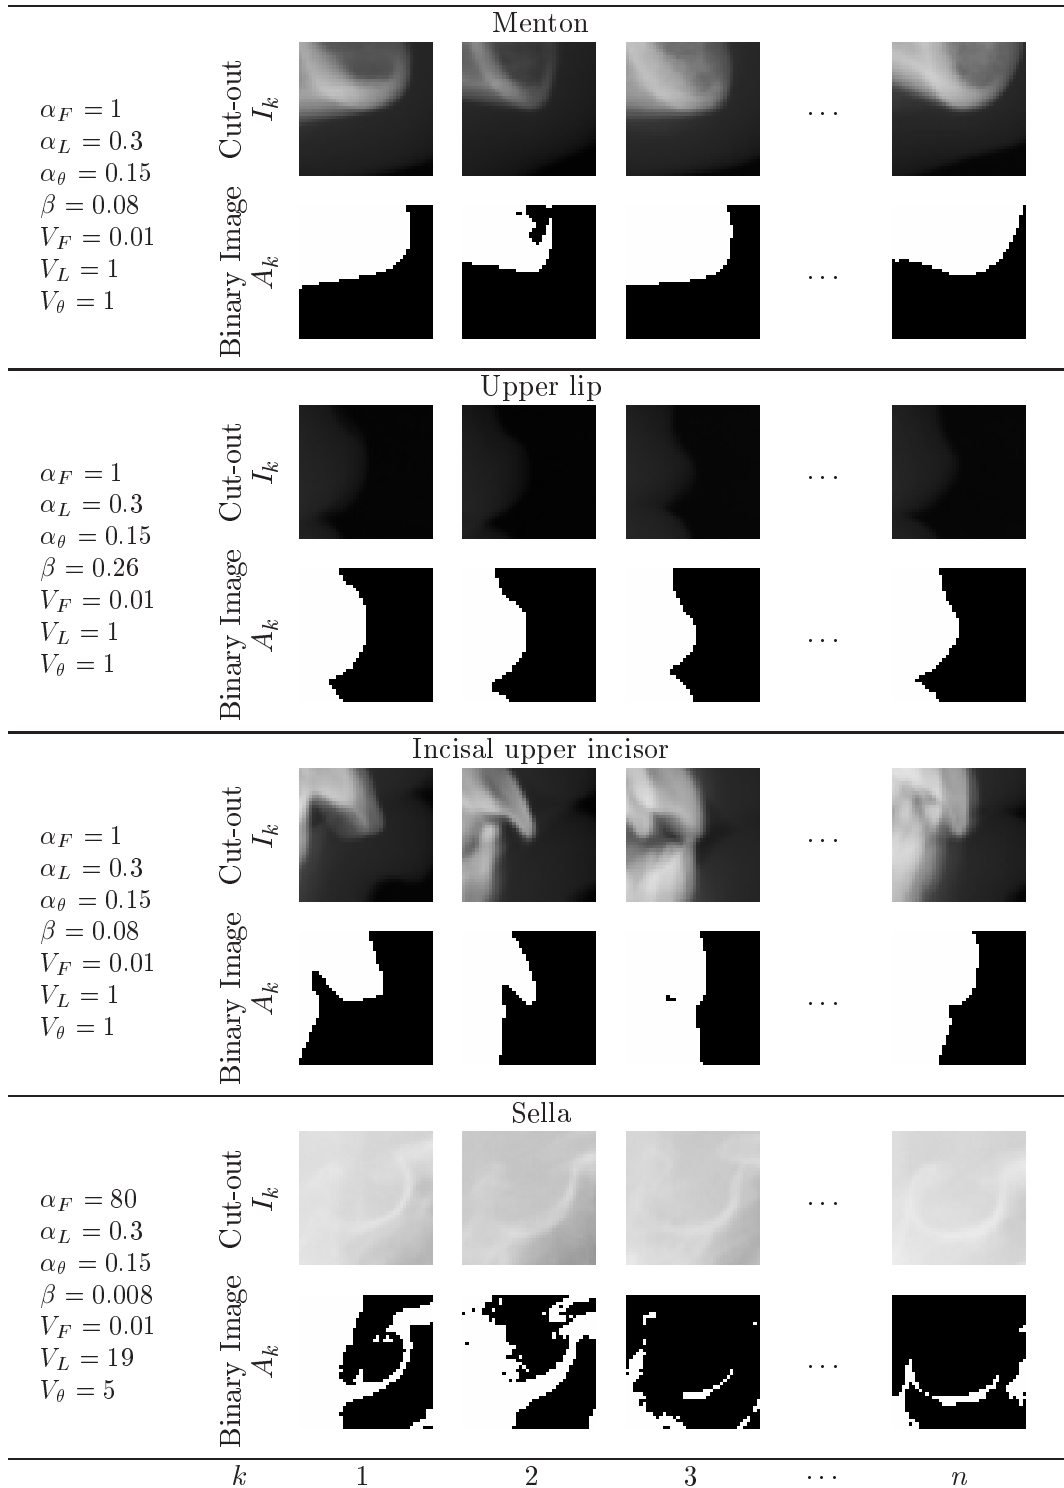 Menton
α_F = 1
α_L = 0.3
α_θ = 0.15
β = 0.08
V_F = 0.01
V_L = 1
V_θ = 1
Cut-out
I_k
Binary Image
A_k
· · ·
· · ·
Upper lip
α_F = 1
α_L = 0.3
α_θ = 0.15
β = 0.26
V_F = 0.01
V_L = 1
V_θ = 1
Cut-out
I_k
Binary Image
A_k
· · ·
· · ·
Incisal upper incisor
α_F = 1
α_L = 0.3
α_θ = 0.15
β = 0.08
V_F = 0.01
V_L = 1
V_θ = 1
Cut-out
I_k
Binary Image
A_k
· · ·
· · ·
Sella
α_F = 80
α_L = 0.3
α_θ = 0.15
β = 0.008
V_F = 0.01
V_L = 19
V_θ = 5
Cut-out
I_k
Binary Image
A_k
· · ·
· · ·
k 1 2 3 · · · n